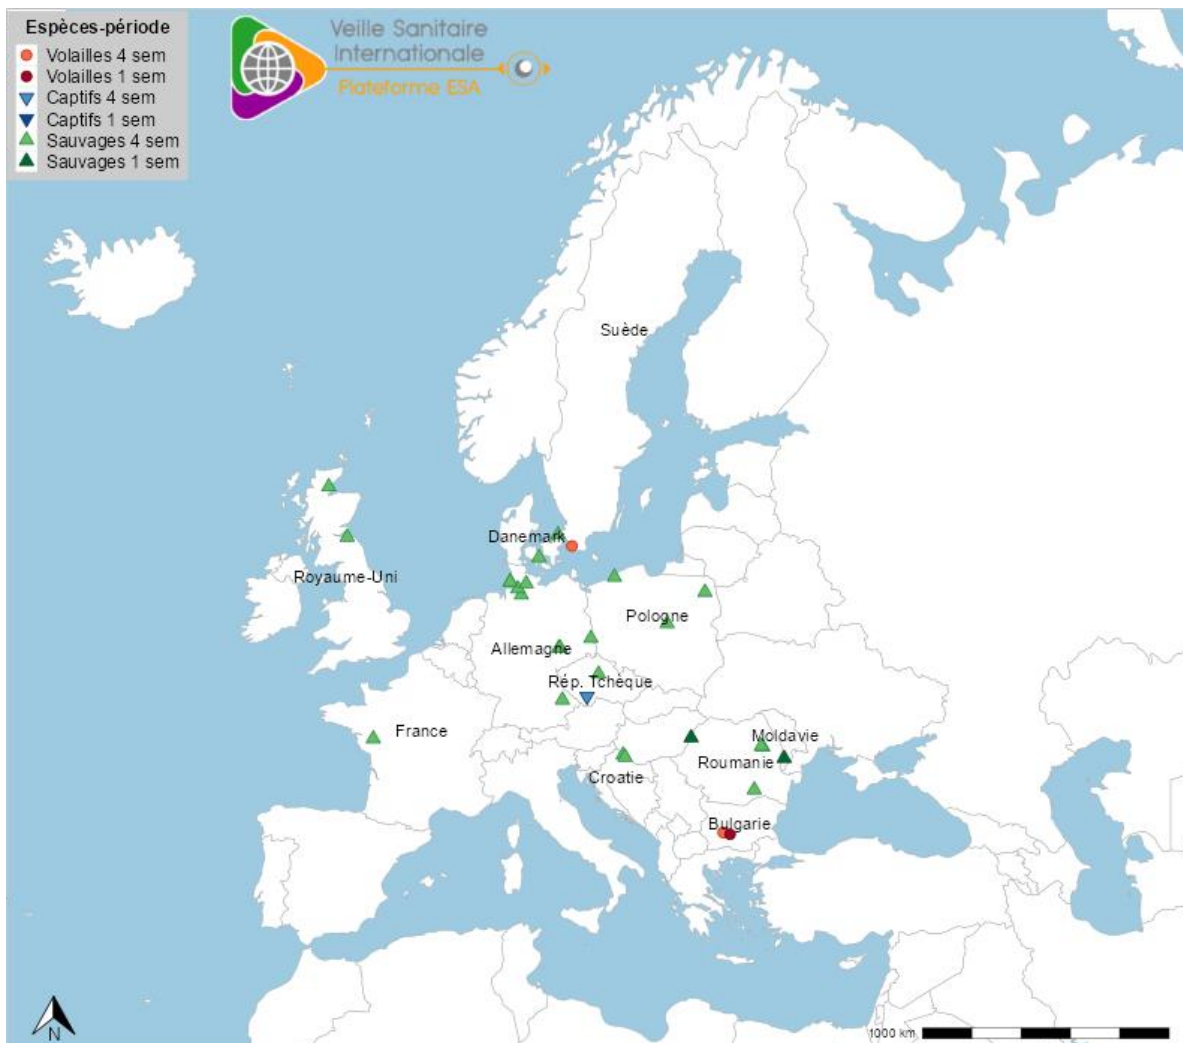 Espèces-période
Volailles 4 sem
Volailles 1 sem
Captifs 4 sem
Captifs 1 sem
Sauvages 4 sem
Sauvages 1 sem
Veille Sanitaire
Internationale
Plateforme ESA
Suède
Danemark
Royaume-Uni
Pologne
Allemagne
Rép. Tchèque
France
Moldavie
Roumanie
Croatie
Bulgarie
N
1000 km